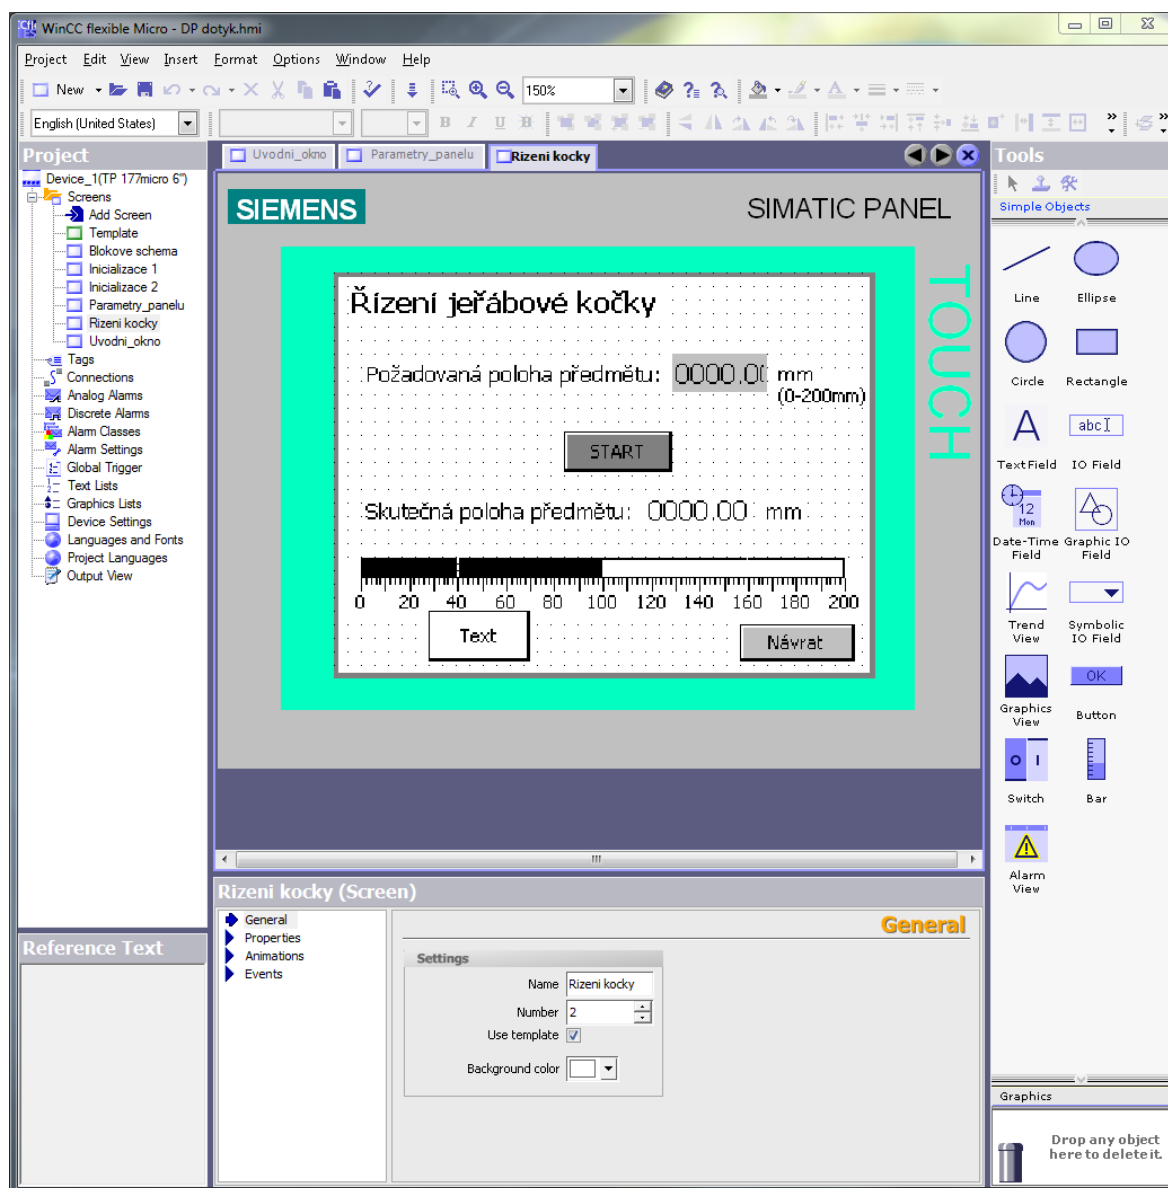 WinCC flexible Micro - DP dotyk.hmi
Project Edit View Insert Format Options Window Help
New 150%
English (United States) B I U
Project
Device_1(TP 177micro 6")
Screens
Add Screen
Template
Blokove schema
Inicializace 1
Inicializace 2
Parametry_panelu
Rizeni kocky
Uvodni_okno
Tags
Connections
Analog Alarms
Discrete Alarms
Alarm Classes
Alarm Settings
Global Trigger
Text Lists
Graphics Lists
Device Settings
Languages and Fonts
Project Languages
Output View
Reference Text
Uvodni_okno Parametry_panelu Rizeni kocky
SIEMENS SIMATIC PANEL
TOUCH
Řízení jeřábové kočky
Požadovaná poloha předmětu: 0000.0 mm
(0-200mm)
START
Skutečná poloha předmětu: 0000.00 mm
0 20 40 60 80 100 120 140 160 180 200
Text Návrat
Rizeni kocky (Screen)
General
Properties
Animations
Events
General
Settings
Name Rizeni kocky
Number 2
Use template
Background color
Tools
Simple Objects
Line Ellipse
Circle Rectangle
A abcI
TextField IO Field
12
Mon
Date-Time Graphic IO
Field Field
Trend Symbolic
View IO Field
OK
Graphics
View Button
O I
Switch Bar
Alarm
View
Graphics
Drop any object
here to delete it.